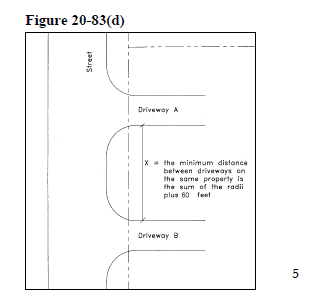 Figure 20-83(d)
Street
Driveway A
X = the minimum distance
between driveways on
the same property is
the sum of the radii
plus 60 feet
Driveway B
5